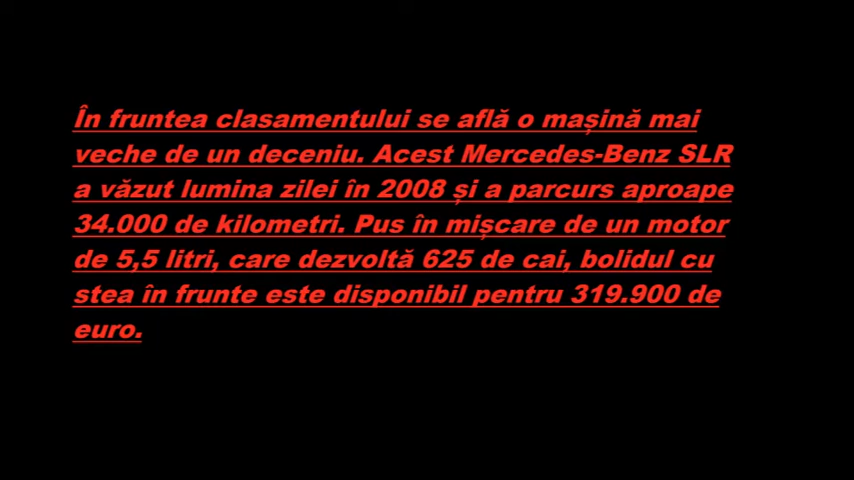 În fruntea clasamentului se află o mașină mai
veche de un deceniu. Acest Mercedes-Benz SLR
a văzut lumina zilei în 2008 și a parcurs aproape
34.000 de kilometri. Pus în mișcare de un motor
de 5,5 litri, care dezvoltă 625 de cai, bolidul cu
stea în frunte este disponibil pentru 319.900 de
euro.